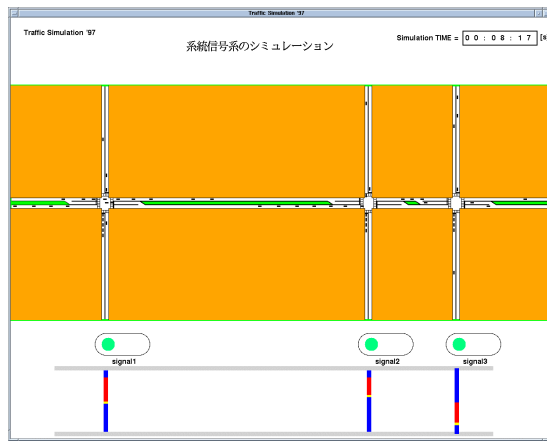 Traffic Simulation '97
Traffic Simulation '97
系統信号系のシミュレーション
Simulation TIME = 00:08:17 [s
signal1
signal2
signal3